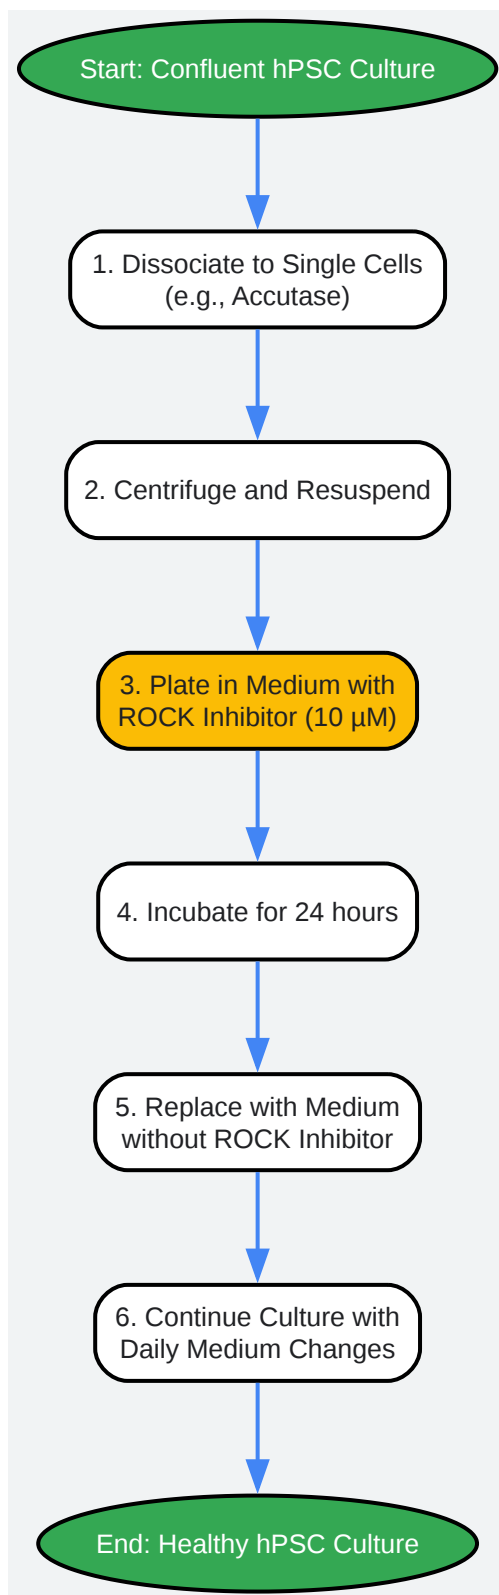 Start: Confluent hPSC Culture
1. Dissociate to Single Cells
(e.g., Accutase)
2. Centrifuge and Resuspend
3. Plate in Medium with
ROCK Inhibitor (10 µM)
4. Incubate for 24 hours
5. Replace with Medium
without ROCK Inhibitor
6. Continue Culture with
Daily Medium Changes
End: Healthy hPSC Culture